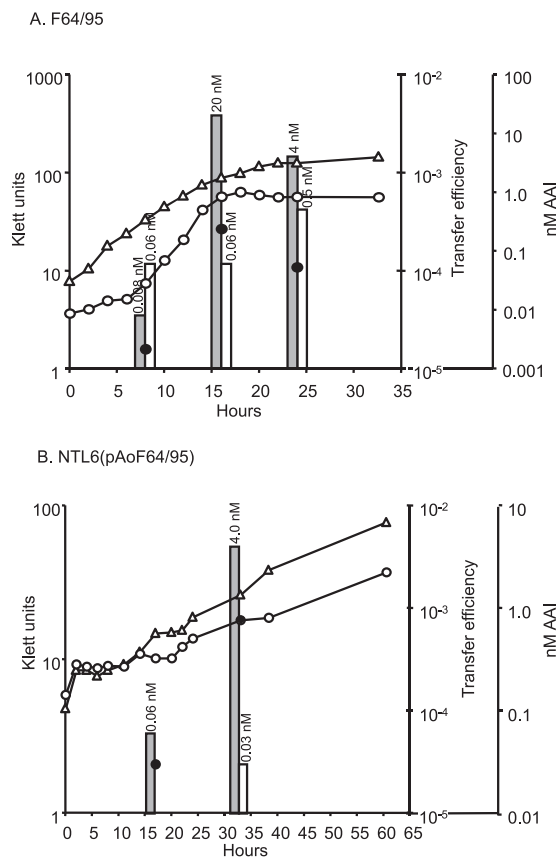 A. F64/95
1000
100
10
1
Klett units
0.008 nM
0.06 nM
20 nM
0.06 nM
4 nM
0.5 nM
10-2
10-3
10-4
10-5
Transfer efficiency
100
10
1.0
0.1
0.01
0.001
nM AAI
0 5 10 15 20 25 30 35
Hours
B. NTL6(pAoF64/95)
100
10
1
Klett units
0.06 nM
4.0 nM
0.03 nM
10-2
10-3
10-4
10-5
Transfer efficiency
10
1.0
0.1
0.01
nM AAI
0 5 10 15 20 25 30 35 40 45 50 55 60 65
Hours